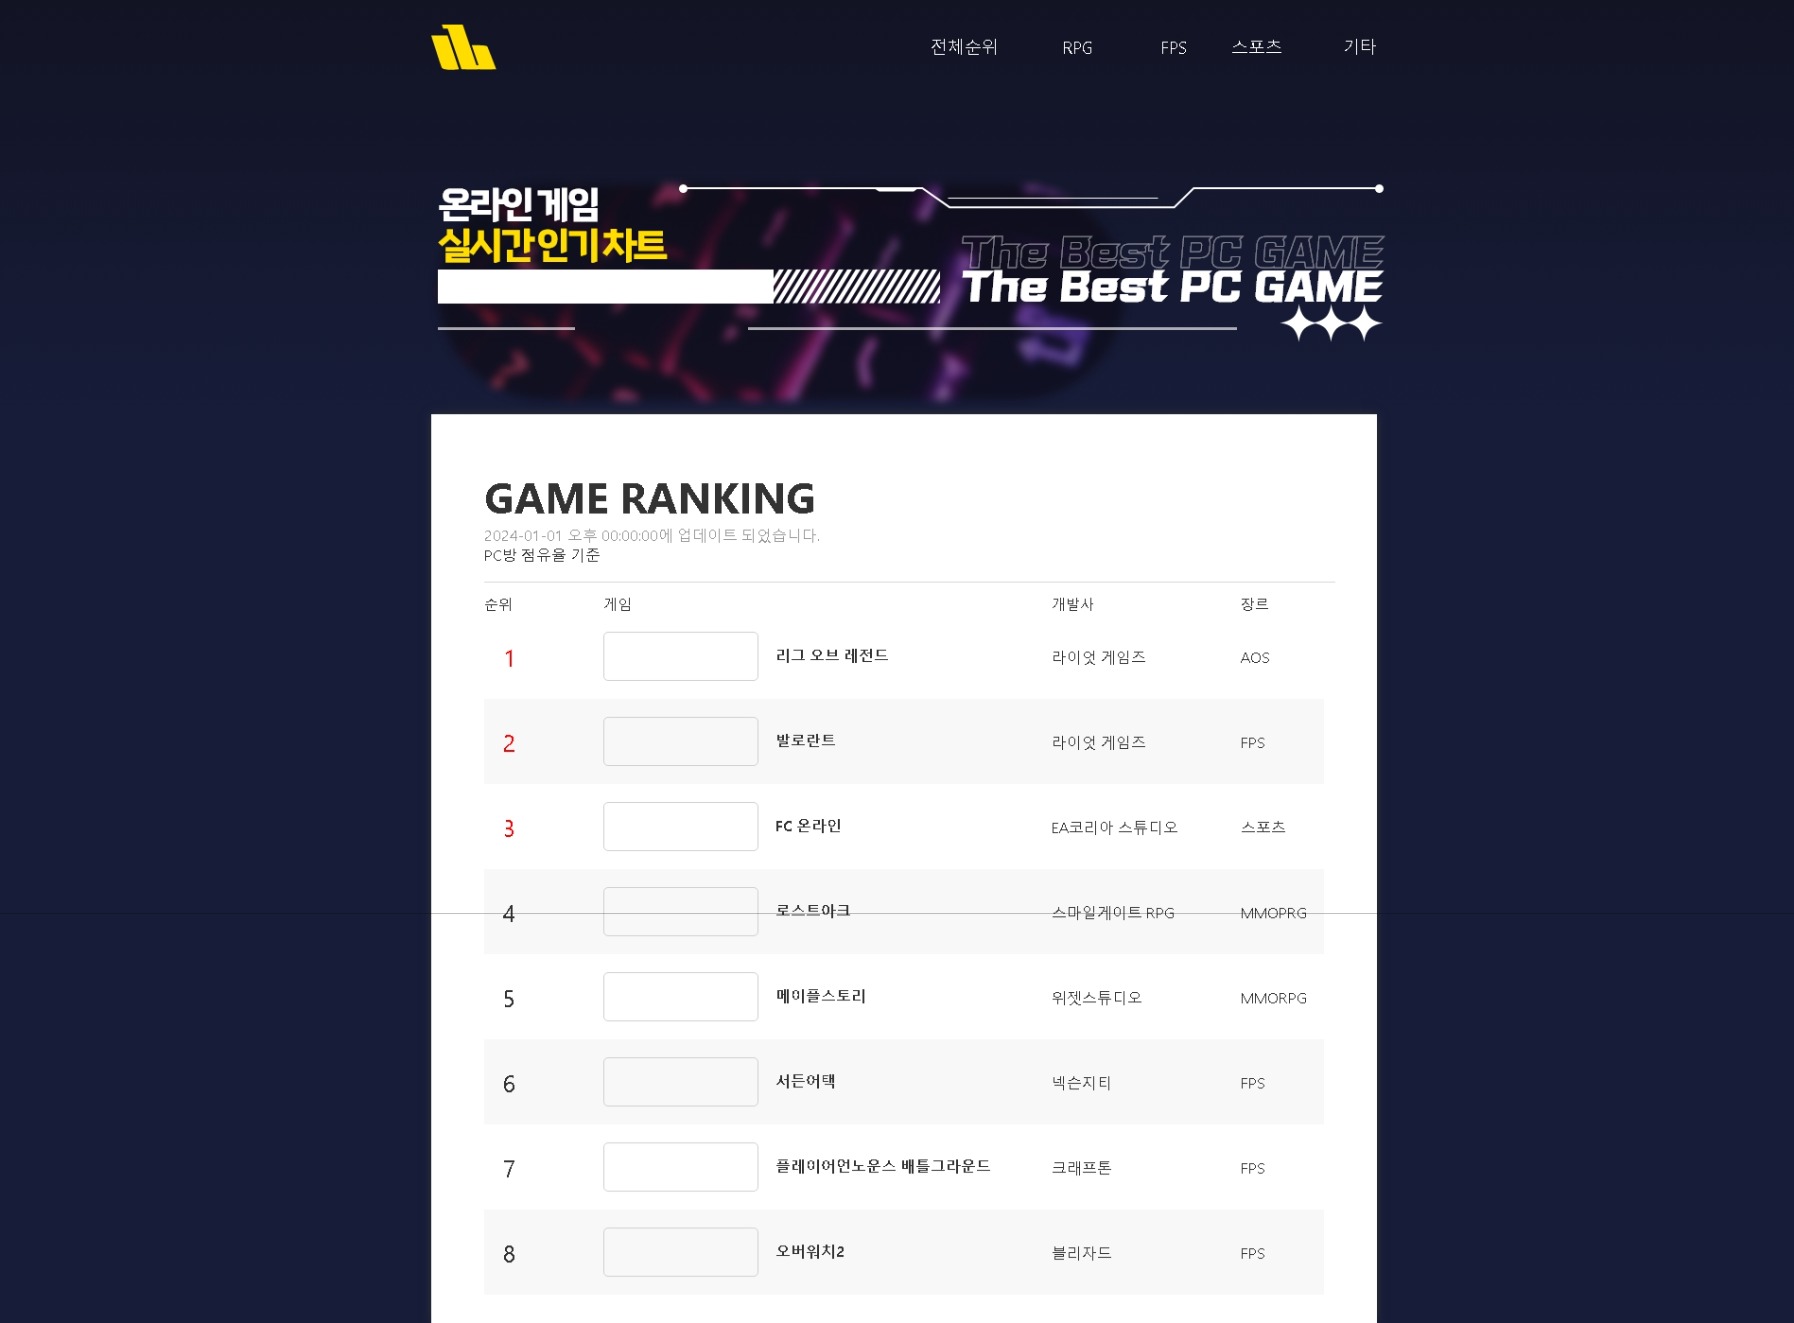 전체순위 RPG FPS 스포츠 기타
온라인 게임
실시간 인기 차트
The Best PC GAME
The Best PC GAME
GAME RANKING
2024-01-01 오후 00:00:00에 업데이트 되었습니다.
PC방 점유율 기준
순위 게임 개발사 장르
1 리그 오브 레전드 라이엇 게임즈 AOS
2 발로란트 라이엇 게임즈 FPS
3 FC 온라인 EA코리아 스튜디오 스포츠
4 로스트아크 스마일게이트 RPG MMOPRG
5 메이플스토리 위젯스튜디오 MMORPG
6 서든어택 넥슨지티 FPS
7 플레이어언노운스 배틀그라운드 크래프톤 FPS
8 오버워치2 블리자드 FPS